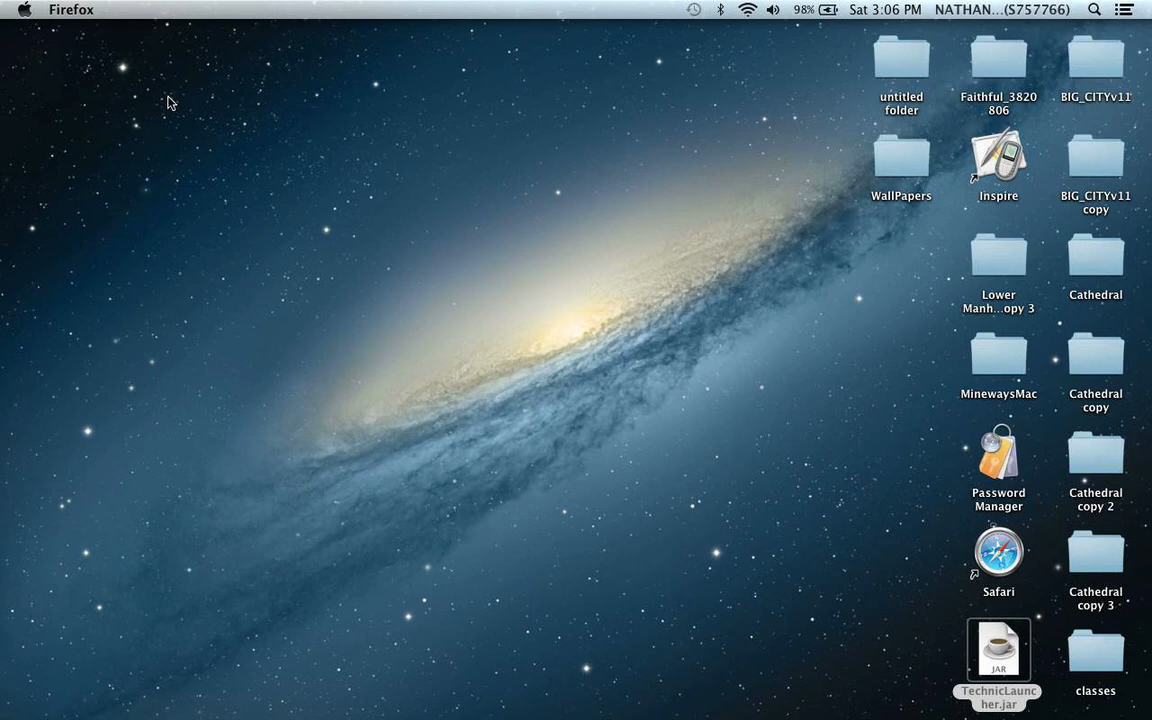 Firefox
98% Sat 3:06 PM NATHAN...(S757766)
untitled
folder
Faithful_3820
806
BIG_CITYv11
WallPapers
Inspire
BIG_CITYv11
copy
Lower
Manh...opy 3
Cathedral
MinewaysMac
Cathedral
copy
Password
Manager
Cathedral
copy 2
Safari
Cathedral
copy 3
JAR
TechnicLaunc
her.jar
classes